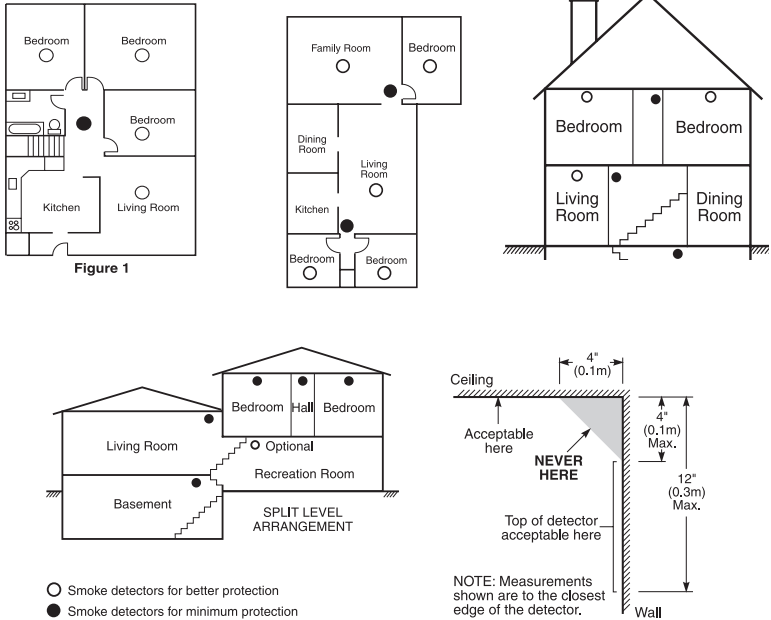 Bedroom
Bedroom
Bedroom
Kitchen
Living Room
Figure 1
Family Room
Bedroom
Dining
Room
Living
Room
Kitchen
Bedroom
Bedroom
Bedroom
Bedroom
Living
Room
Dining
Room
Bedroom
Hall
Bedroom
Living Room
Optional
Recreation Room
Basement
SPLIT LEVEL
ARRANGEMENT
Smoke detectors for better protection
Smoke detectors for minimum protection
4"
(0.1m)
Ceiling
Acceptable
here
NEVER
HERE
4"
(0.1m)
Max.
12"
(0.3m)
Max.
Top of detector
acceptable here
NOTE: Measurements
shown are to the closest
edge of the detector.
Wall